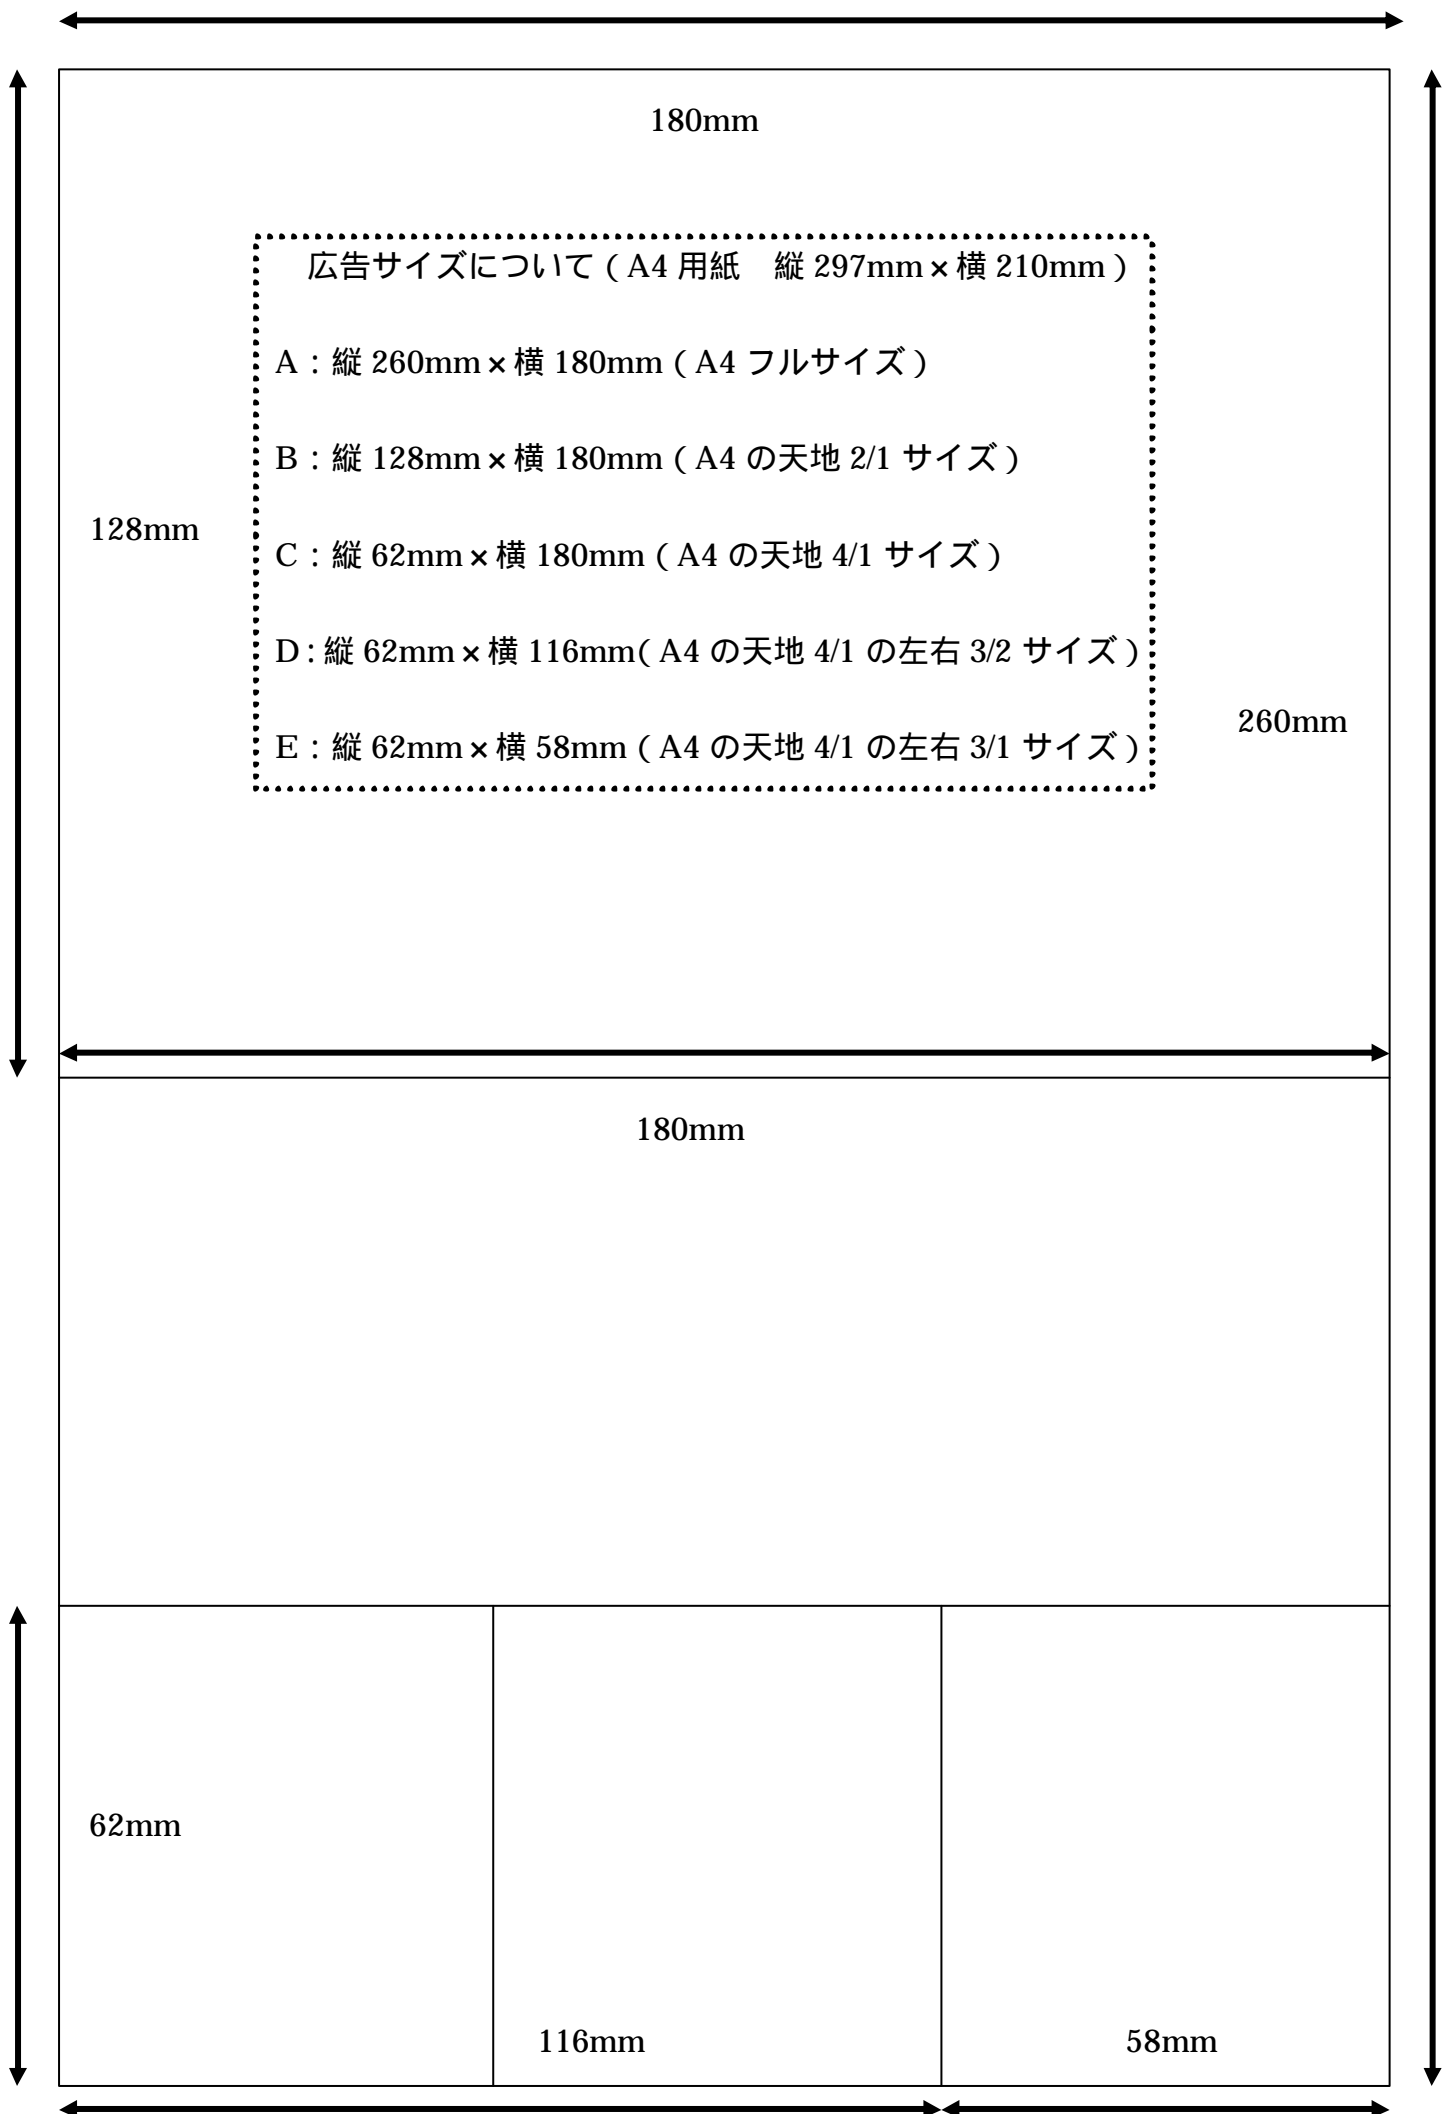 180mm
広告サイズについて（A4 用紙　縦 297mm×横 210mm）
A：縦 260mm×横 180mm（A4 フルサイズ）
B：縦 128mm×横 180mm（A4 の天地 2/1 サイズ）
128mm
C：縦 62mm×横 180mm（A4 の天地 4/1 サイズ）
D：縦 62mm×横 116mm（A4 の天地 4/1 の左右 3/2 サイズ）
260mm
E：縦 62mm×横 58mm（A4 の天地 4/1 の左右 3/1 サイズ）
180mm
62mm
116mm
58mm